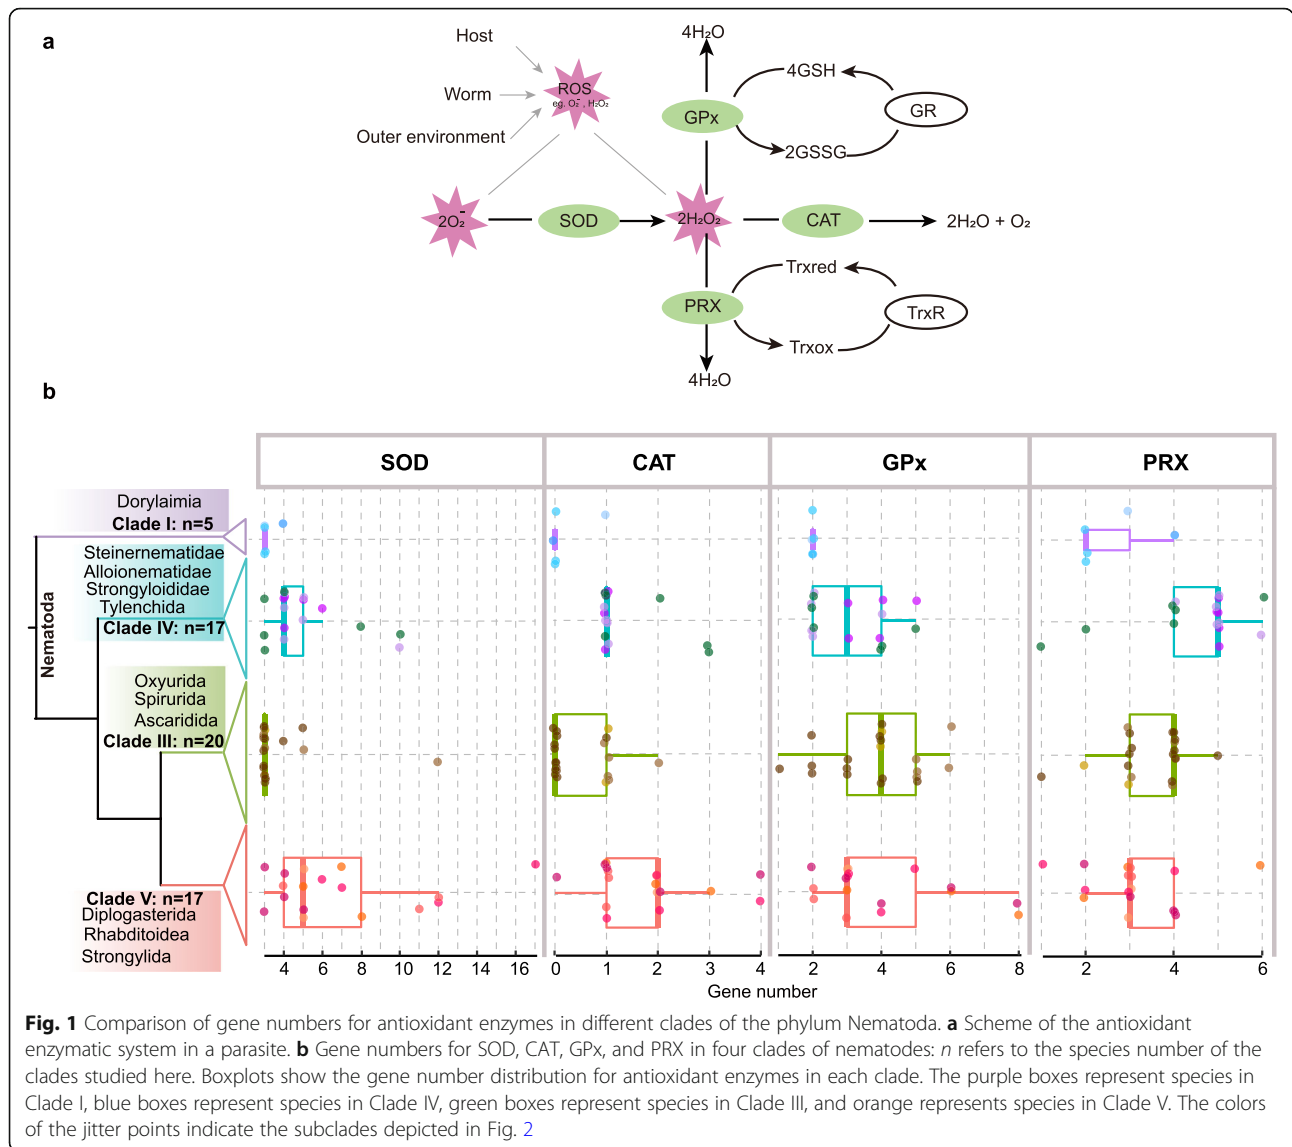 a
Host
Worm
Outer environment
ROS
eg. O₂⁻, H₂O₂
4H₂O
4GSH
GPx
GR
2GSSG
2O₂⁻
SOD
2H₂O₂
CAT
2H₂O + O₂
Trxred
PRX
TrxR
Trxox
4H₂O
b
SOD
CAT
GPx
PRX
Nematoda
Dorylaimia
Clade I: n=5
Steinernematidae
Alloionematidae
Strongyloididae
Tylenchida
Clade IV: n=17
Oxyurida
Spirurida
Ascaridida
Clade III: n=20
Clade V: n=17
Diplogasterida
Rhabditoidea
Strongylida
4 6 8 10 12 14 16
0 1 2 3 4
2 4 6 8
2 4 6
Gene number
Fig. 1 Comparison of gene numbers for antioxidant enzymes in different clades of the phylum Nematoda. a Scheme of the antioxidant
enzymatic system in a parasite. b Gene numbers for SOD, CAT, GPx, and PRX in four clades of nematodes: n refers to the species number of the
clades studied here. Boxplots show the gene number distribution for antioxidant enzymes in each clade. The purple boxes represent species in
Clade I, blue boxes represent species in Clade IV, green boxes represent species in Clade III, and orange represents species in Clade V. The colors
of the jitter points indicate the subclades depicted in Fig. 2